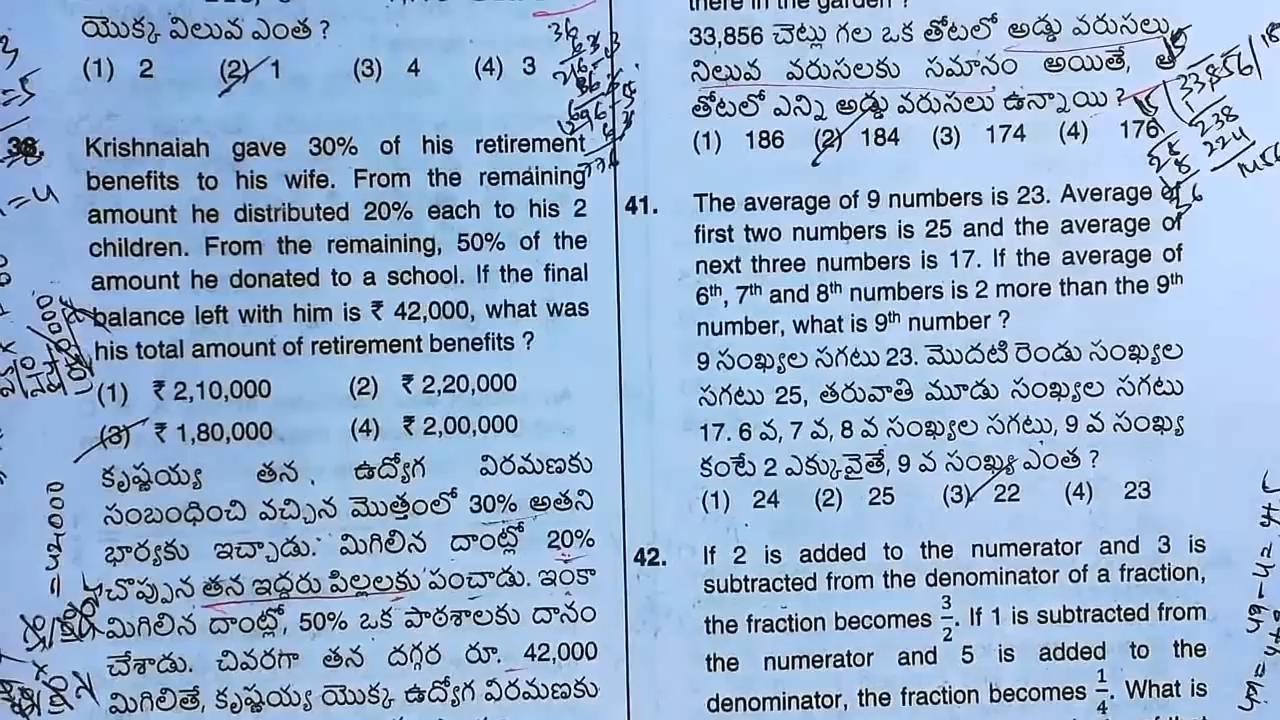 యొక్క విలువ ఎంత ?
(1) 2 (2) 1 (3) 4 (4) 3
38. Krishnaiah gave 30% of his retirement
benefits to his wife. From the remaining
amount he distributed 20% each to his 2
children. From the remaining, 50% of the
amount he donated to a school. If the final
balance left with him is ₹ 42,000, what was
his total amount of retirement benefits ?
(1) ₹ 2,10,000 (2) ₹ 2,20,000
(3) ₹ 1,80,000 (4) ₹ 2,00,000
కృష్ణయ్య తన ఉద్యోగ విరమణకు
సంబంధించి వచ్చిన మొత్తంలో 30% అతని
భార్యకు ఇచ్చాడు. మిగిలిన దాంట్లో 20%
చొప్పున తన ఇద్దరు పిల్లలకు పంచాడు. ఇంకా
మిగిలిన దాంట్లో, 50% ఒక పాఠశాలకు దానం
చేశాడు. చివరగా తన దగ్గర రూ. 42,000
మిగిలితే, కృష్ణయ్య యొక్క ఉద్యోగ విరమణకు
there in the garden ?
33,856 చెట్లు గల ఒక తోటలో అడ్డు వరుసలు
నిలువ వరుసలకు సమానం అయితే, ఆ
తోటలో ఎన్ని అడ్డు వరుసలు ఉన్నాయి ?
(1) 186 (2) 184 (3) 174 (4) 176
41. The average of 9 numbers is 23. Average of
first two numbers is 25 and the average of
next three numbers is 17. If the average of
6th, 7th and 8th numbers is 2 more than the 9th
number, what is 9th number ?
9 సంఖ్యల సగటు 23. మొదటి రెండు సంఖ్యల
సగటు 25, తరువాతి మూడు సంఖ్యల సగటు
17. 6 వ, 7 వ, 8 వ సంఖ్యల సగటు, 9 వ సంఖ్య
కంటే 2 ఎక్కువైతే, 9 వ సంఖ్య ఎంత ?
(1) 24 (2) 25 (3) 22 (4) 23
42. If 2 is added to the numerator and 3 is
subtracted from the denominator of a fraction,
the fraction becomes 3/2. If 1 is subtracted from
the numerator and 5 is added to the
denominator, the fraction becomes 1/4. What is
33,856
238
224
= 42000